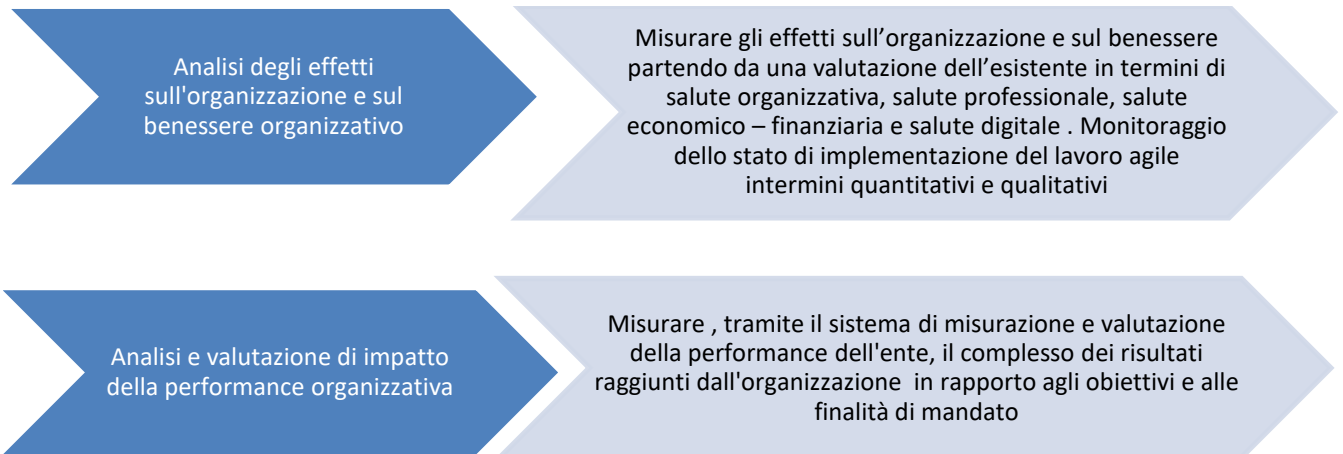 Analisi degli effetti
sull'organizzazione e sul
benessere organizzativo
Misurare gli effetti sull’organizzazione e sul benessere
partendo da una valutazione dell’esistente in termini di
salute organizzativa, salute professionale, salute
economico – finanziaria e salute digitale . Monitoraggio
dello stato di implementazione del lavoro agile
intermini quantitativi e qualitativi
Analisi e valutazione di impatto
della performance organizzativa
Misurare , tramite il sistema di misurazione e valutazione
della performance dell'ente, il complesso dei risultati
raggiunti dall'organizzazione  in rapporto agli obiettivi e alle
finalità di mandato